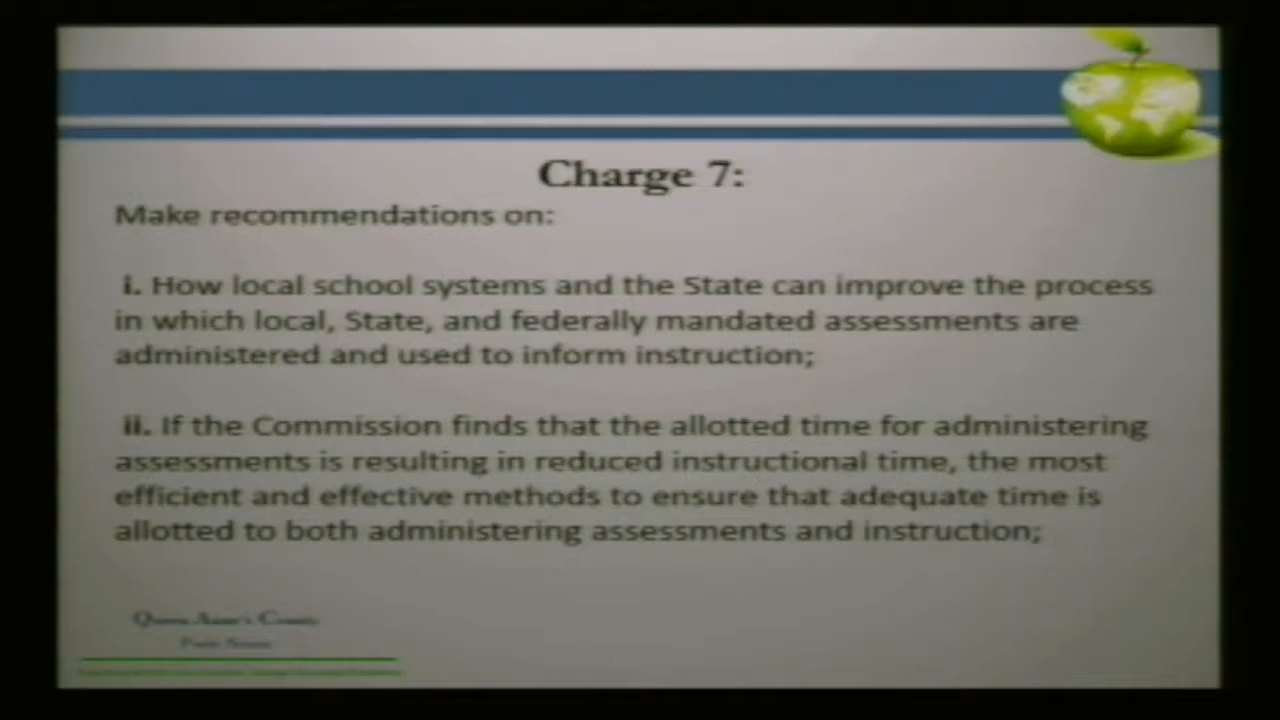 Charge 7:
Make recommendations on:
i. How local school systems and the State can improve the process
in which local, State, and federally mandated assessments are
administered and used to inform instruction;
ii. If the Commission finds that the allotted time for administering
assessments is resulting in reduced instructional time, the most
efficient and effective methods to ensure that adequate time is
allotted to both administering assessments and instruction;
Queen Anne's County